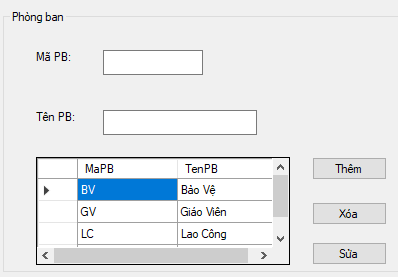 Phòng ban
Mã PB:
Tên PB:
MaPB TenPB
BV Bảo Vệ
GV Giáo Viên
LC Lao Công
Thêm
Xóa
Sửa